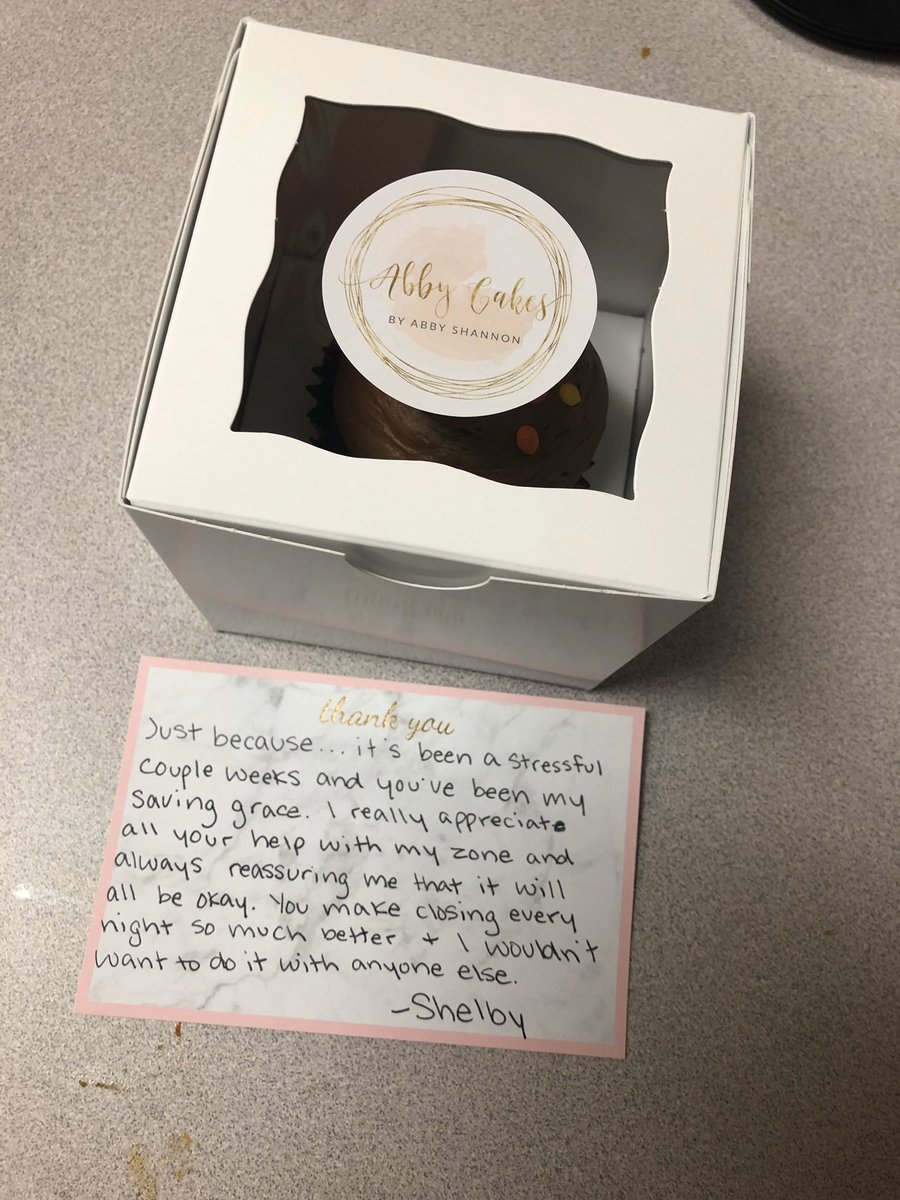 Abby Cakes
BY ABBY SHANNON
thank you
Just because... it's been a stressful
couple weeks and you've been my
saving grace. I really appreciate
all your help with my zone and
always reassuring me that it will
all be okay. You make closing every
night so much better + I wouldn't
want to do it with anyone else.
-Shelby